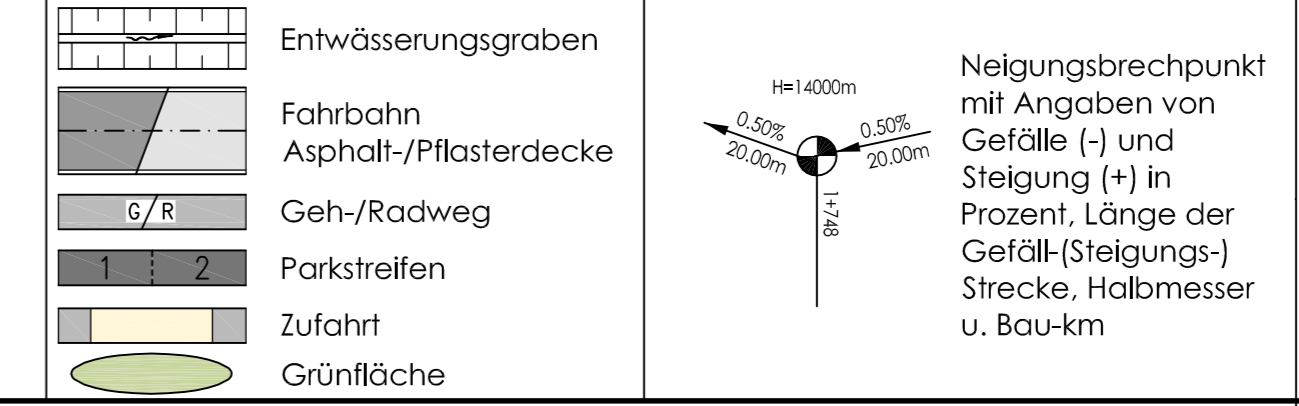 Entwässerungsgraben
Fahrbahn
Asphalt-/Pflasterdecke
G/R
Geh-/Radweg
1 2
Parkstreifen
Zufahrt
Grünfläche
H=14000m
0.50%
20.00m
0.50%
20.00m
1+748
Neigungsbrechpunkt
mit Angaben von
Gefälle (-) und
Steigung (+) in
Prozent, Länge der
Gefäll-(Steigungs-)
Strecke, Halbmesser
u. Bau-km